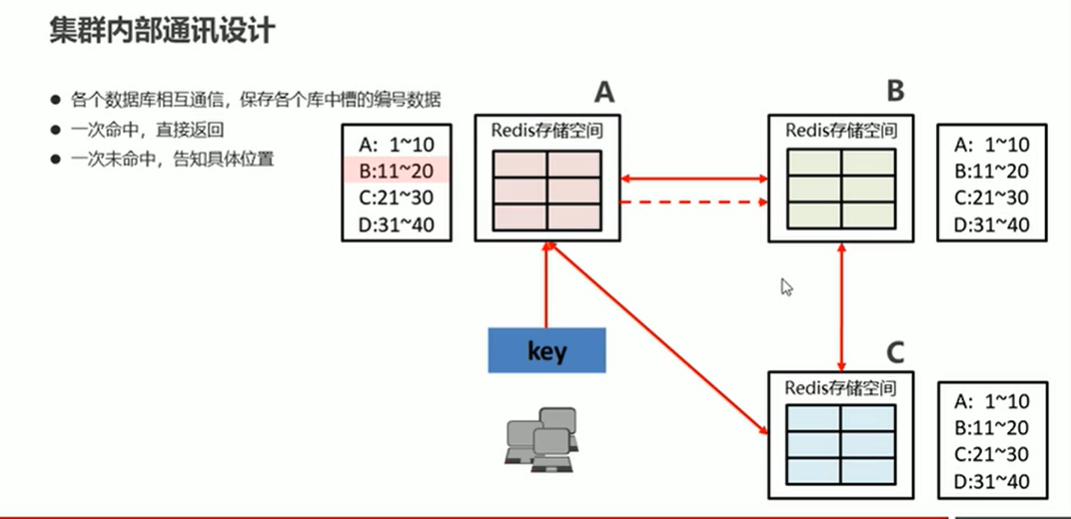 集群内部通讯设计
● 各个数据库相互通信，保存各个库中槽的编号数据
● 一次命中，直接返回
● 一次未命中，告知具体位置
A: 1~10
B:11~20
C:21~30
D:31~40
A
Redis存储空间
B
Redis存储空间
A: 1~10
B:11~20
C:21~30
D:31~40
key
C
Redis存储空间
A: 1~10
B:11~20
C:21~30
D:31~40